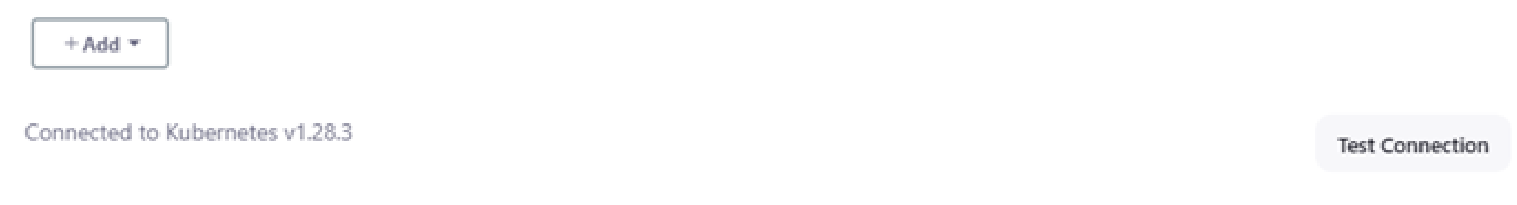 + Add
Connected to Kubernetes v1.28.3
Test Connection